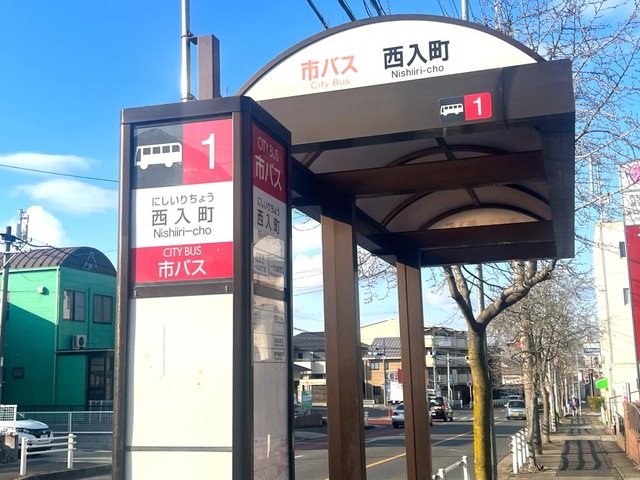 市バス 西入町
City Bus Nishiiri-cho
1
1
にしいりちょう
西入町
Nishiiri-cho
CITY BUS
市バス
CITY BUS
市バス
にしいりちょう
西入町